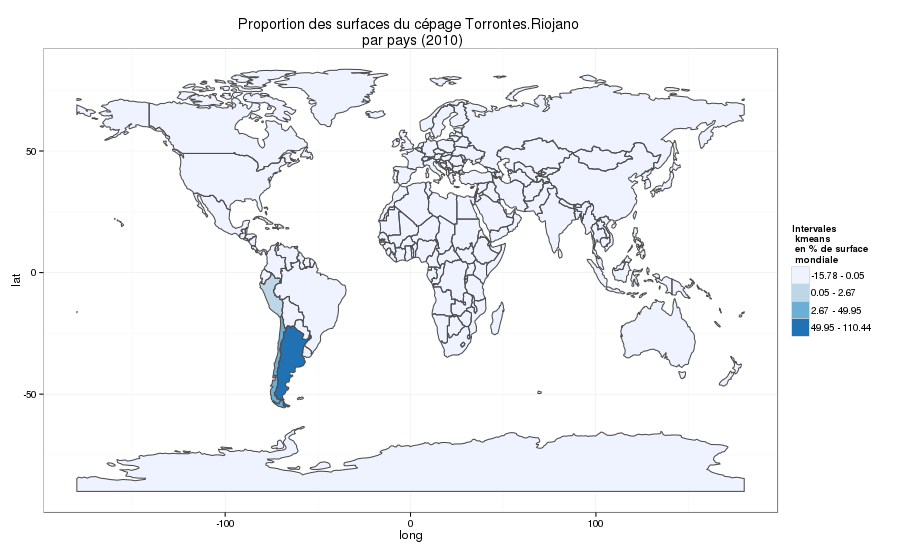 Proportion des surfaces du cépage Torrontes.Riojano
par pays (2010)
50
0
-50
lat
-100
0
100
long
Intervales
kmeans
en % de surface
mondiale
-15.78 - 0.05
0.05 - 2.67
2.67 - 49.95
49.95 - 110.44